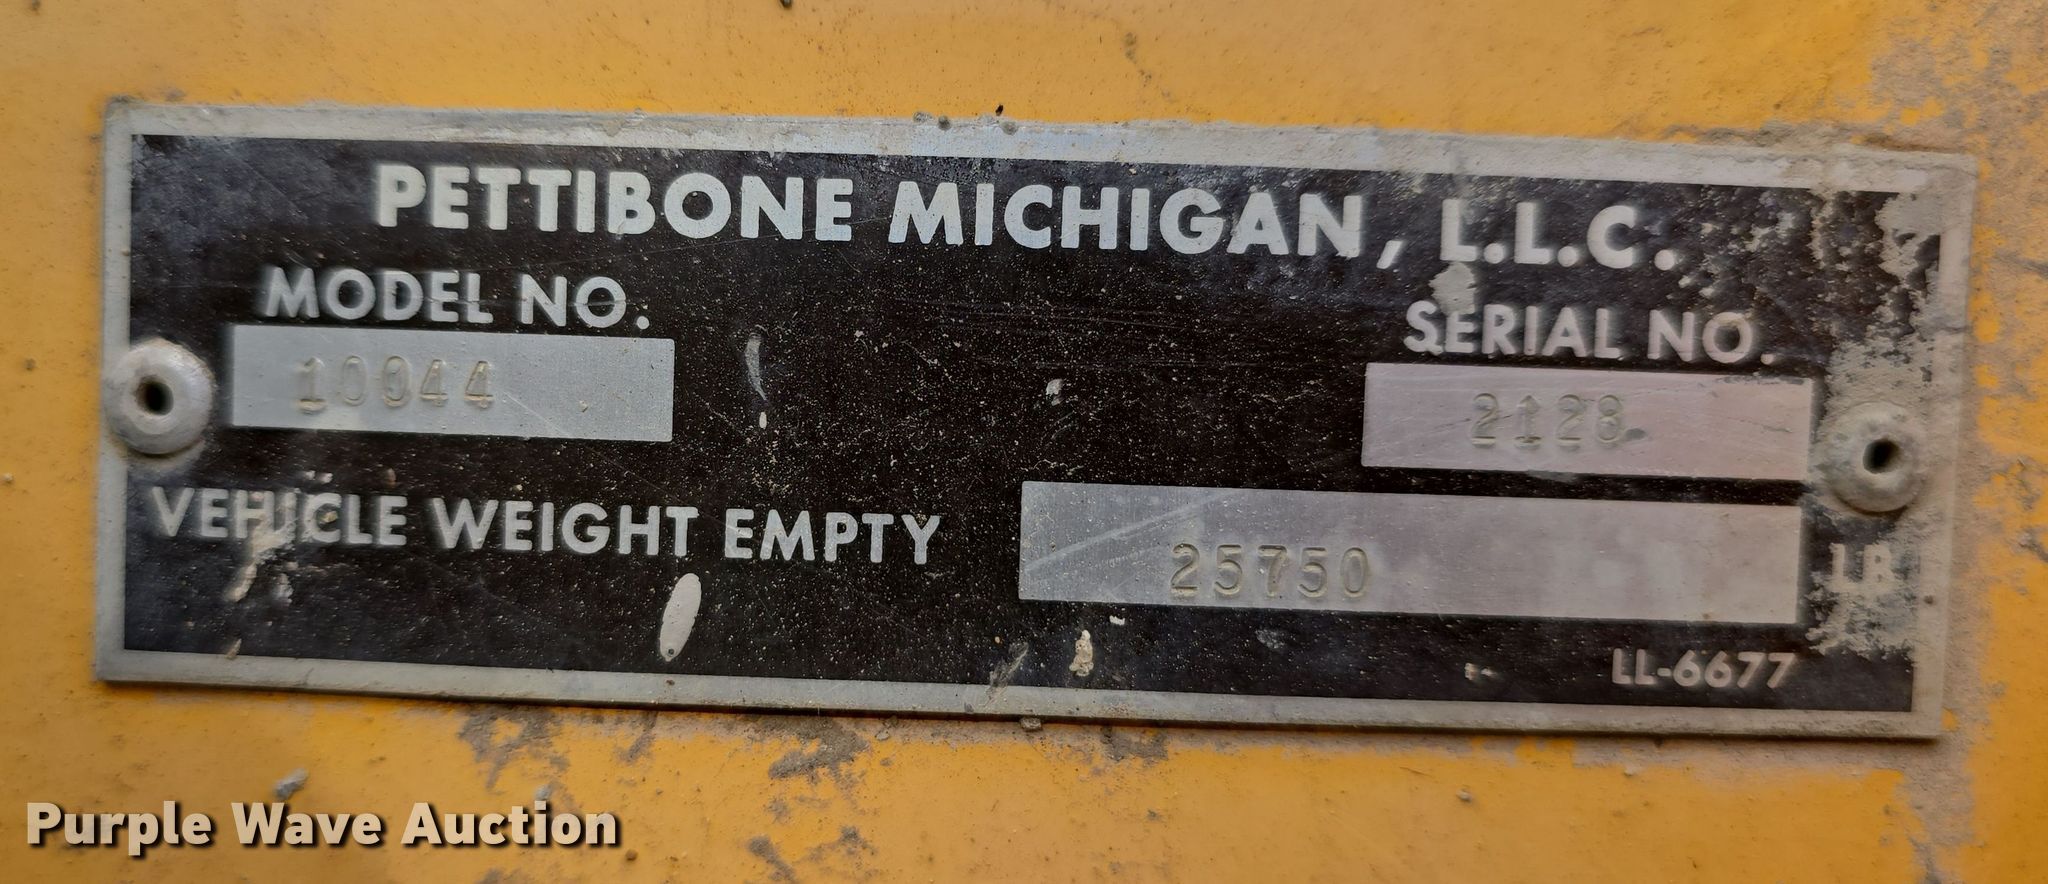 PETTIBONE MICHIGAN, L.L.C.
MODEL NO.
SERIAL NO.
10044
2128
VEHICLE WEIGHT EMPTY 25750 LB
LL-6677
Purple Wave Auction